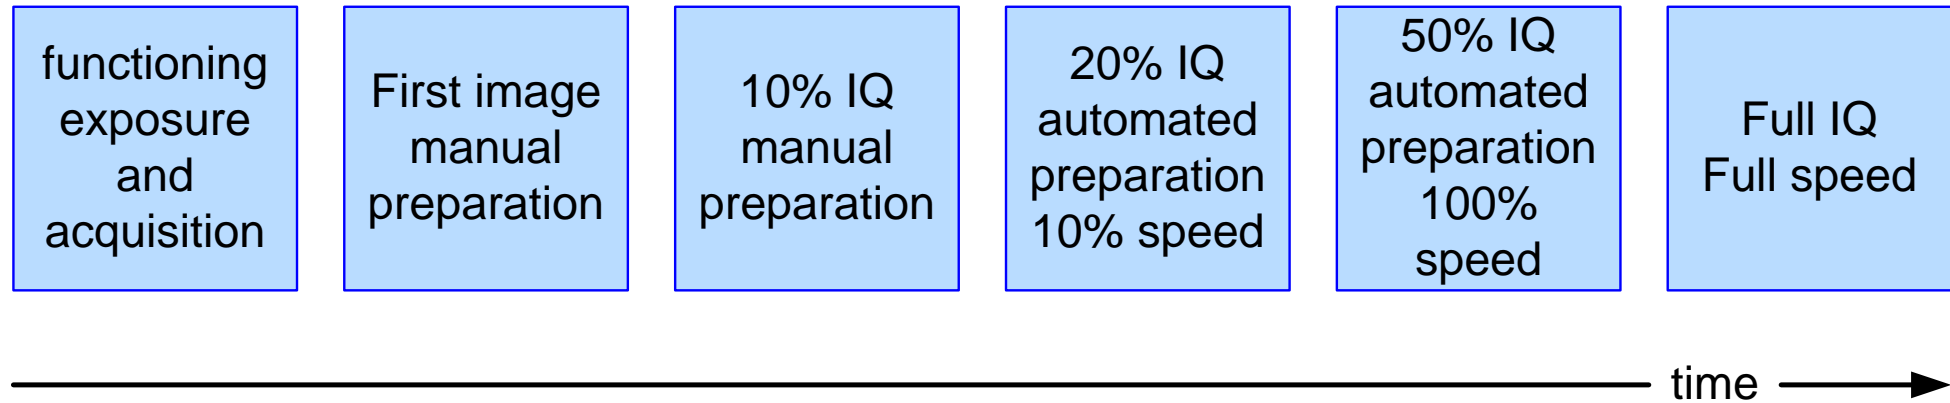 functioning
exposure
and
acquisition
First image
manual
preparation
10% IQ
manual
preparation
20% IQ
automated
preparation
10% speed
50% IQ
automated
preparation
100%
speed
Full IQ
Full speed
time